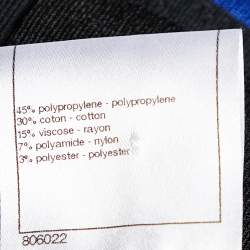 45% polypropylene - polypropylene
30% coton - cotton
15% viscose - rayon
7% polyamide - nylon
3% polyester - polyester
806022